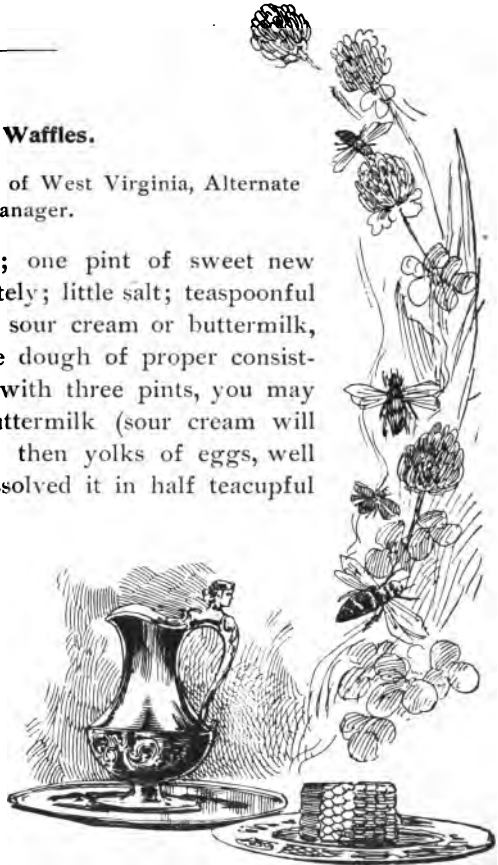 Waffles.
of West Virginia, Alternate
anager.
; one pint of sweet new
tely; little salt; teaspoonful
sour cream or buttermilk,
e dough of proper consist-
with three pints, you may
ttermilk (sour cream will
then yolks of eggs, well
ssolved it in half teacupful